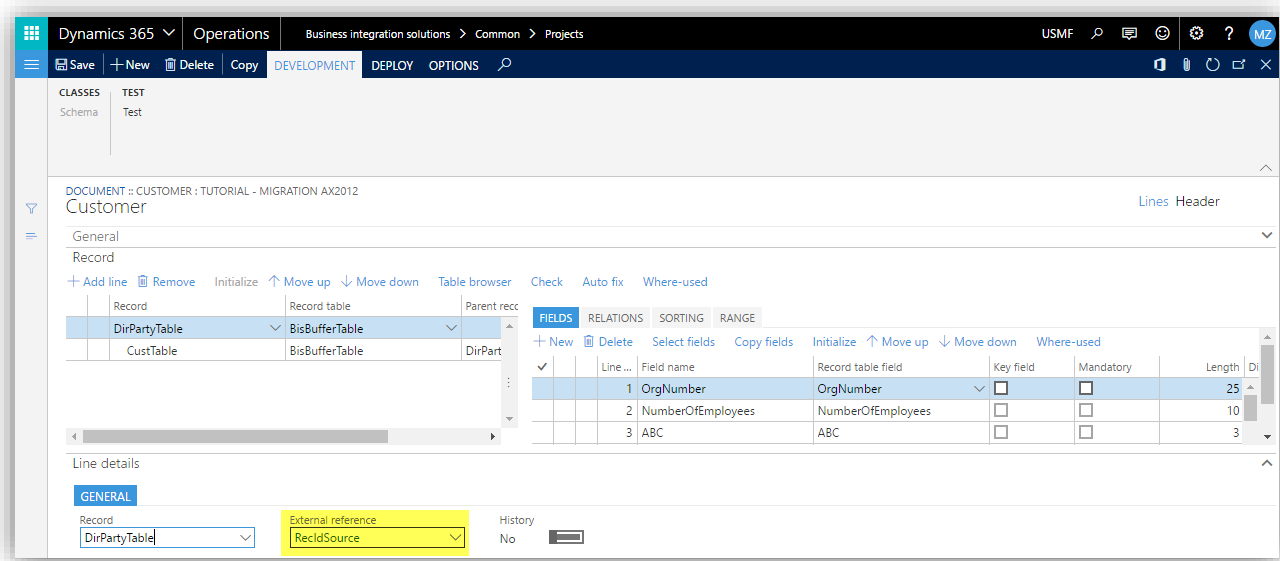 Dynamics 365 Operations Business integration solutions > Common > Projects USMF ? MZ
Save + New Delete Copy DEVELOPMENT DEPLOY OPTIONS
CLASSES TEST
Schema Test
DOCUMENT :: CUSTOMER : TUTORIAL - MIGRATION AX2012
Customer
Lines Header
General
Record
+ Add line Remove Initialize ↑ Move up ↓ Move down Table browser Check Auto fix Where-used
Record Record table Parent recc
DirPartyTable BisBufferTable
CustTable BisBufferTable DirPart
FIELDS RELATIONS SORTING RANGE
+ New Delete Select fields Copy fields Initialize ↑ Move up ↓ Move down Where-used
Line ... Field name Record table field Key field Mandatory Length Di
1 OrgNumber OrgNumber 25
2 NumberOfEmployees NumberOfEmployees 10
3 ABC ABC 3
Line details
GENERAL
Record External reference History
DirPartyTable RecIdSource No